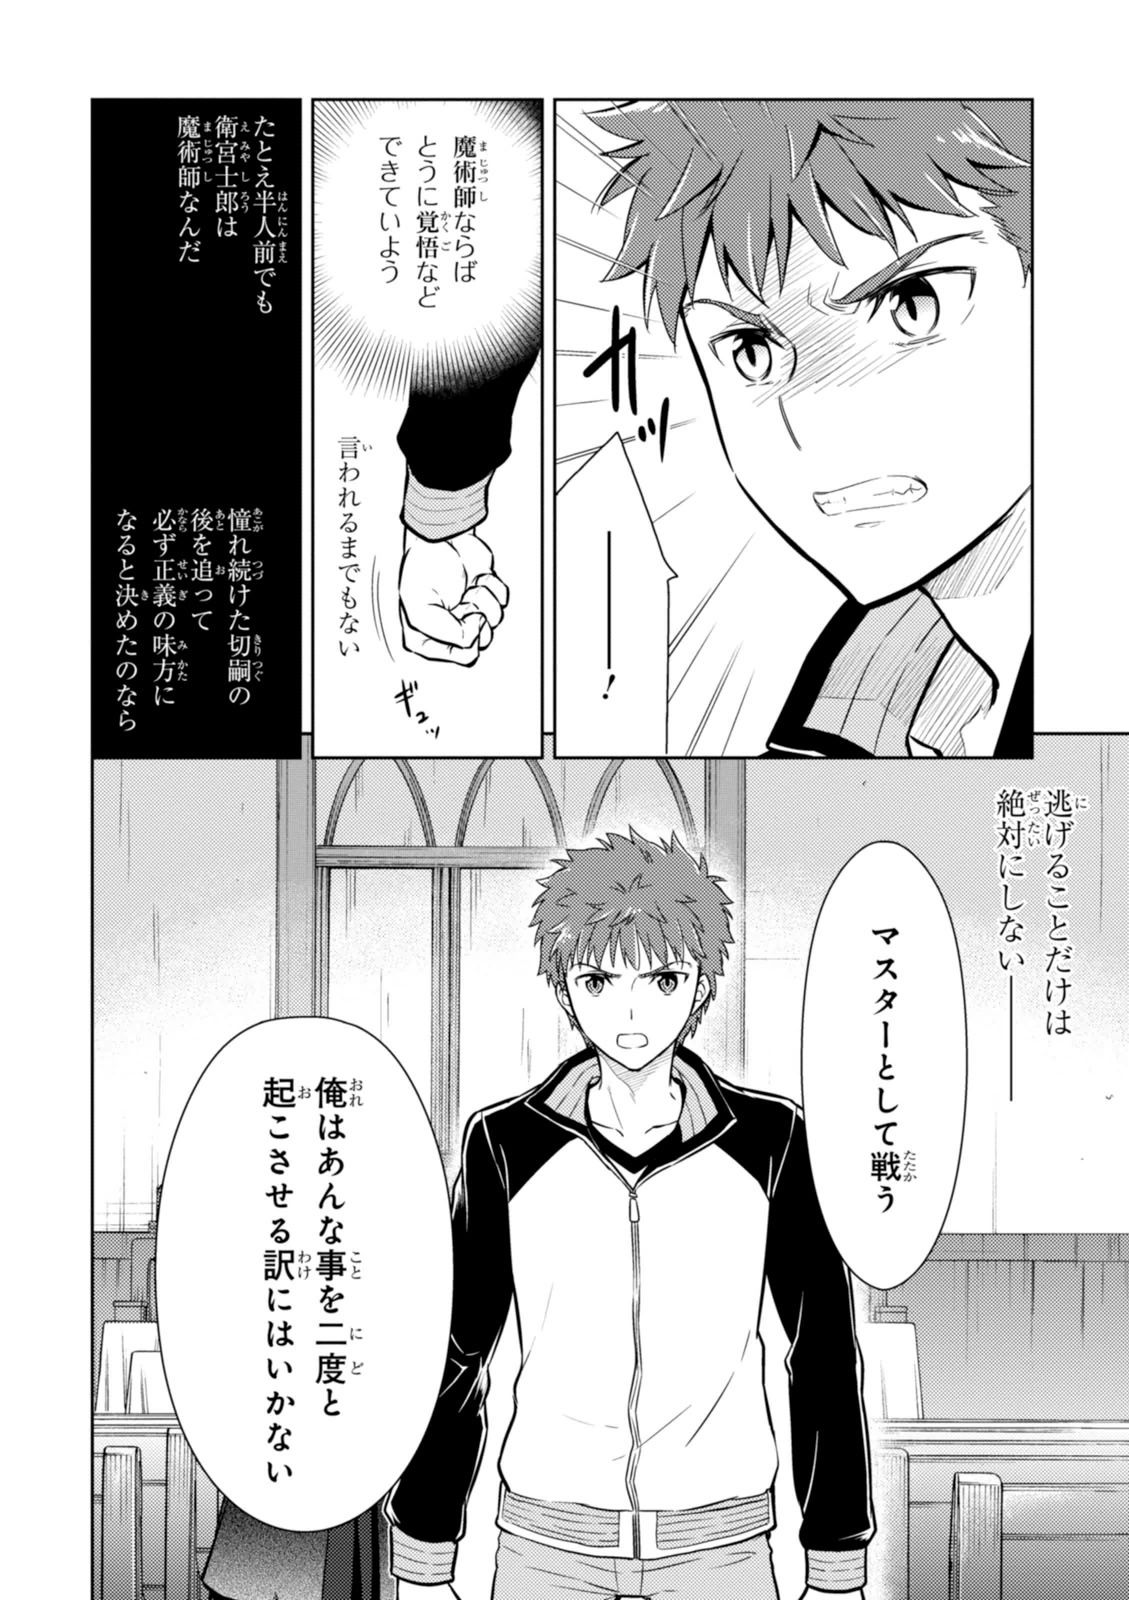 カッ
――！
魔術師ならば
とうに覚悟など
できていよう
言われるまでもない
ギュッ
たとえ半人前でも
衛宮士郎は
魔術師なんだ
憧れ続けた切嗣の
後を追って
必ず正義の味方に
なると決めたのなら
逃げることだけは
絶対にしない――
マスターとして戦う
俺はあんな事を二度と
起こさせる訳にはいかない